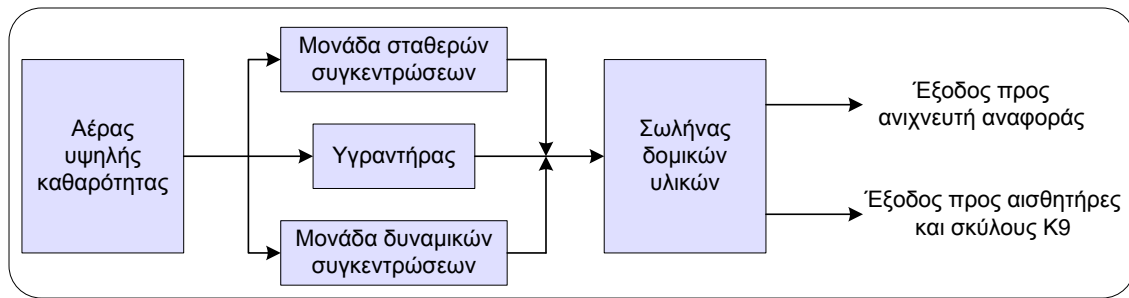 Αέρας
υψηλής
καθαρότητας
Μονάδα σταθερών
συγκεντρώσεων
Υγραντήρας
Μονάδα δυναμικών
συγκεντρώσεων
Σωλήνας
δομικών
υλικών
Έξοδος προς
ανιχνευτή αναφοράς
Έξοδος προς αισθητήρες
και σκύλους Κ9